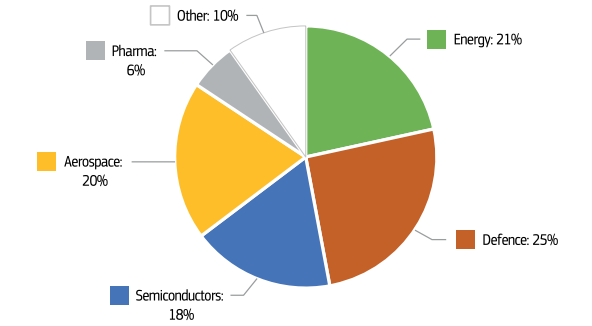 Other: 10%
Energy: 21%
Pharma:
6%
Aerospace:
20%
Defence: 25%
Semiconductors:
18%